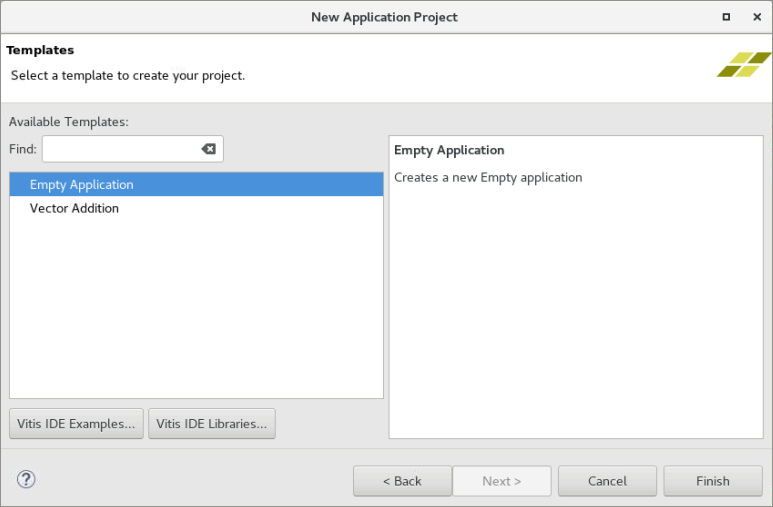 New Application Project
Templates
Select a template to create your project.
Available Templates:
Find:
Empty Application
Vector Addition
Empty Application
Creates a new Empty application
Vitis IDE Examples...
Vitis IDE Libraries...
?
< Back
Next >
Cancel
Finish